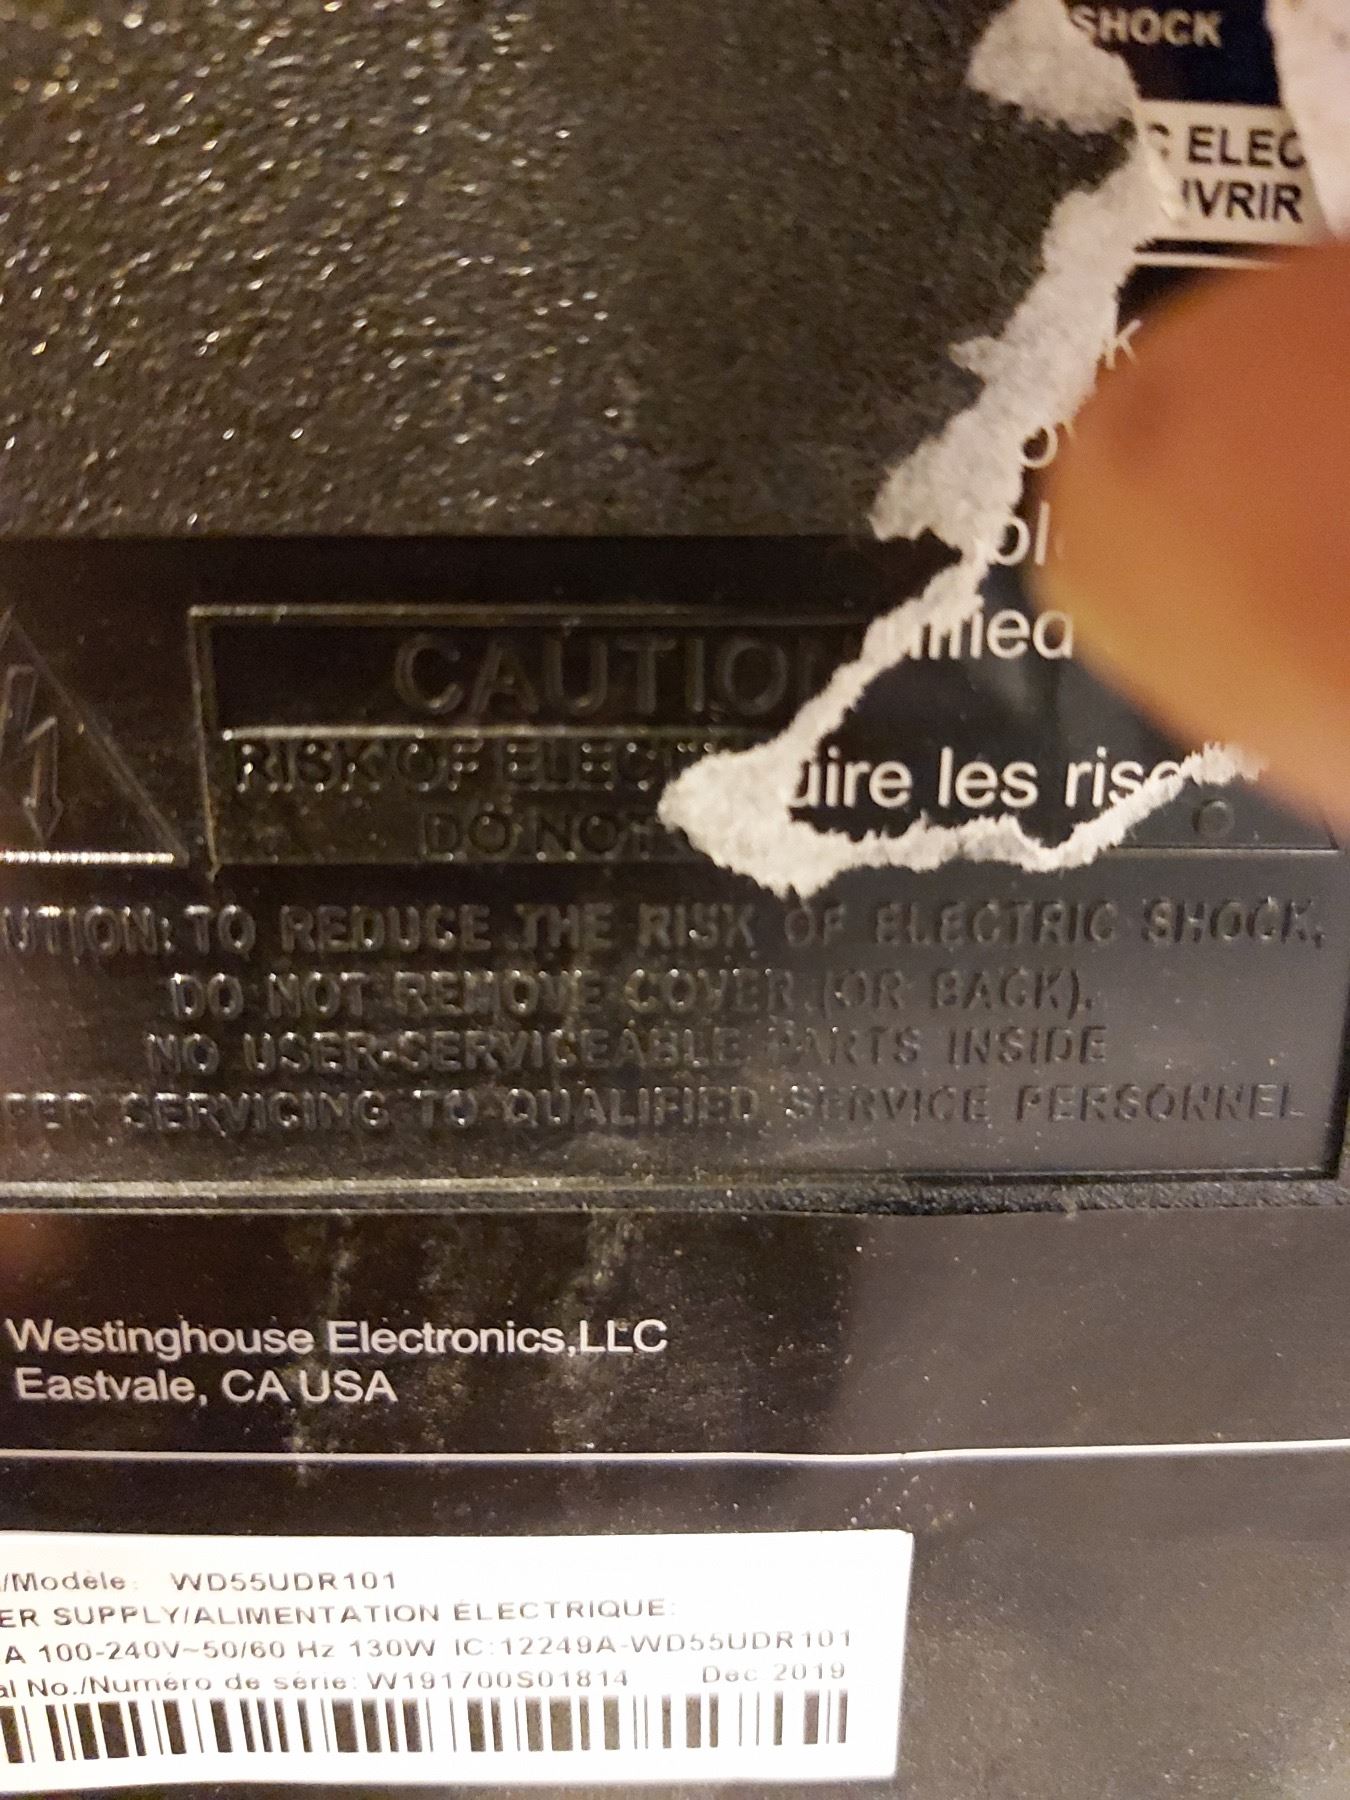 SHOCK
ELEC
VRIR
K
lified
uire les ris
CAUTIO
RISK OF ELEC
DO NOT
UTION: TO REDUCE THE RISK OF ELECTRIC SHOCK,
DO NOT REMOVE COVER (OR BACK).
NO USER-SERVICEABLE PARTS INSIDE
FER SERVICING TO QUALIFIED SERVICE PERSONNEL
Westinghouse Electronics,LLC
Eastvale, CA USA
/Modèle: WD55UDR101
ER SUPPLY/ALIMENTATION ÉLECTRIQUE:
A 100-240V~50/60 Hz 130W IC:12249A-WD55UDR101
al No./Numéro de série: W191700S01814 Dec 2019